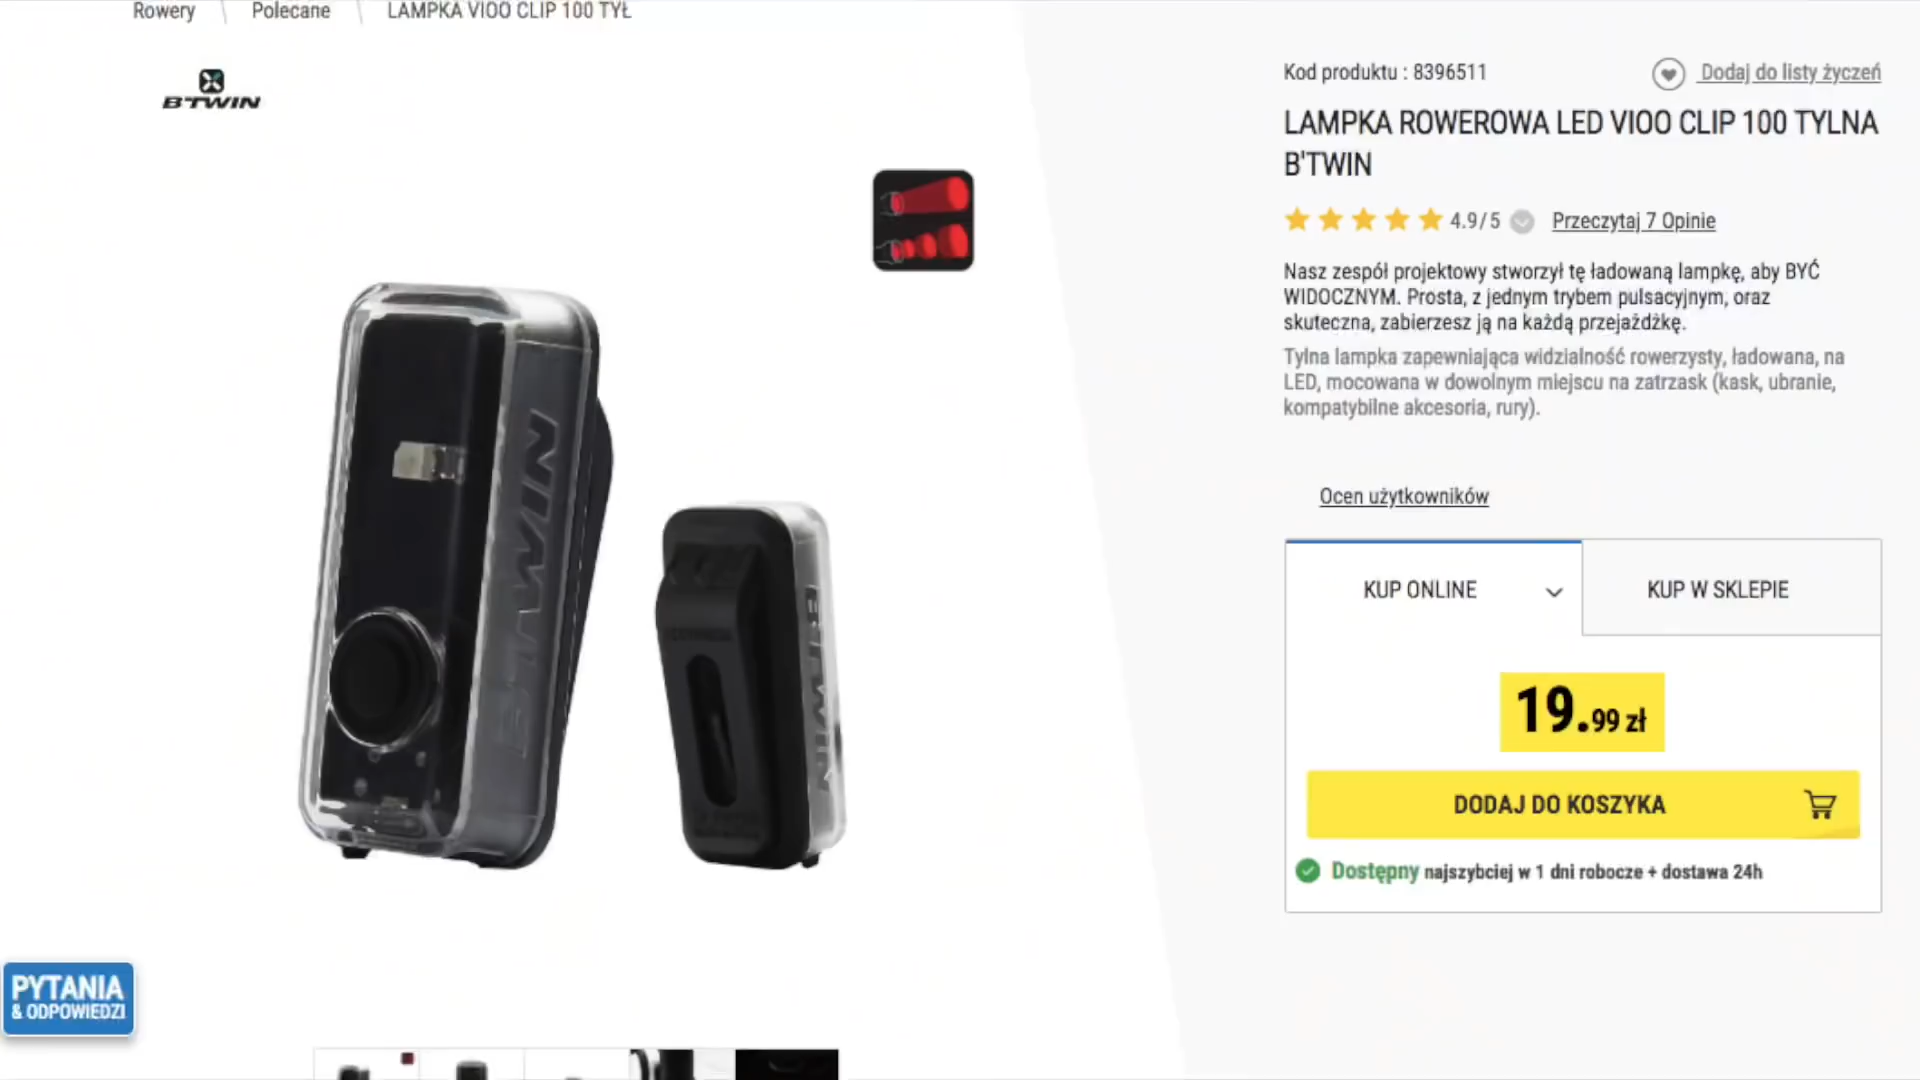 Rowery
Polecane
LAMPKA VIOO CLIP 100 TYŁ
B'TWIN
Kod produktu : 8396511
Dodaj do listy życzeń
LAMPKA ROWEROWA LED VIOO CLIP 100 TYLNA
B'TWIN
4.9/5
Przeczytaj 7 Opinie
Nasz zespół projektowy stworzył tę ładowaną lampkę, aby BYĆ
WIDOCZNYM. Prosta, z jednym trybem pulsacyjnym, oraz
skuteczna, zabierzesz ją na każdą przejażdżkę.
Tylna lampka zapewniająca widzialność rowerzysty, ładowana, na
LED, mocowana w dowolnym miejscu na zatrzask (kask, ubranie,
kompatybilne akcesoria, rury).
Ocen użytkowników
KUP ONLINE
KUP W SKLEPIE
19.99 zł
DODAJ DO KOSZYKA
Dostępny najszybciej w 1 dni robocze + dostawa 24h
BTWIN
BTWIN
PYTANIA
& ODPOWIEDZI